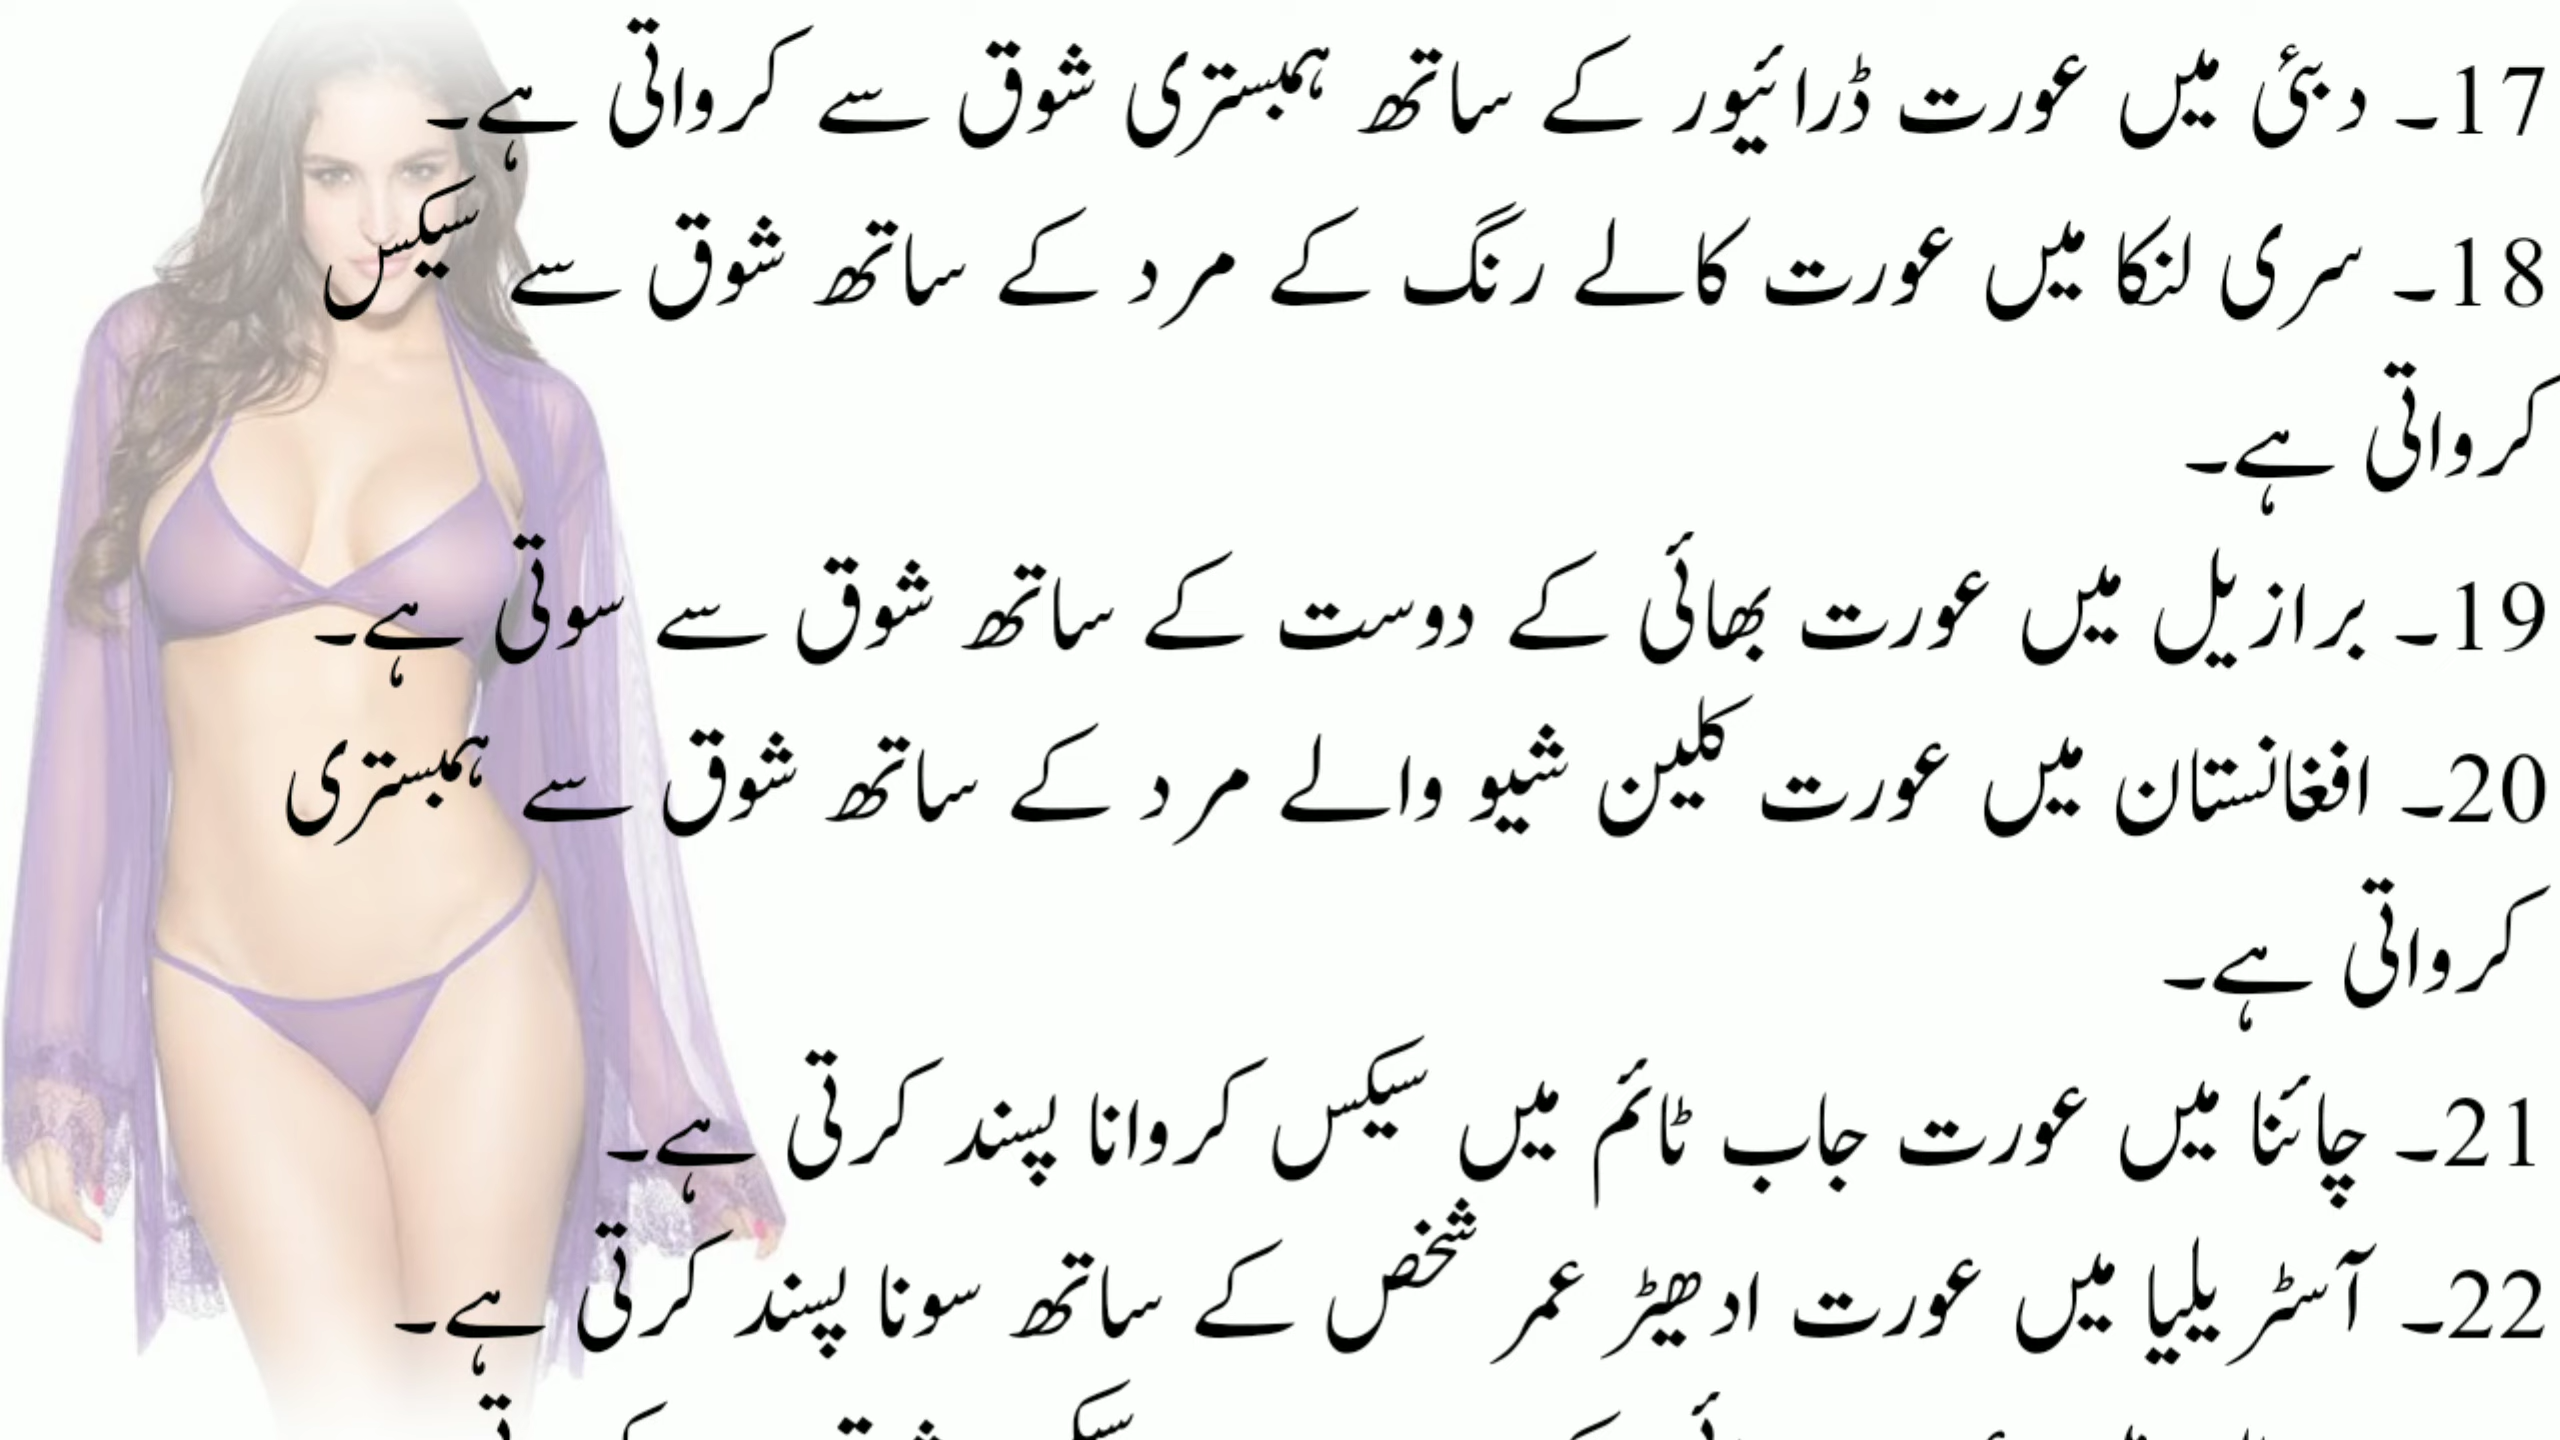 17۔ دبئی میں عورت ڈرائیور کے ساتھ ہمبستری شوق سے کرواتی ہے۔
18۔ سری لنکا میں عورت کالے رنگ کے مرد کے ساتھ شوق سے سیکس
کرواتی ہے۔
19۔ برازیل میں عورت بھائی کے دوست کے ساتھ شوق سے سوتی ہے۔
20۔ افغانستان میں عورت کلین شیو والے مرد کے ساتھ شوق سے ہمبستری
کرواتی ہے۔
21۔ چائنا میں عورت جاب ٹائم میں سیکس کروانا پسند کرتی ہے۔
22۔ آسٹریلیا میں عورت ادھیڑ عمر شخص کے ساتھ سونا پسند کرتی ہے۔